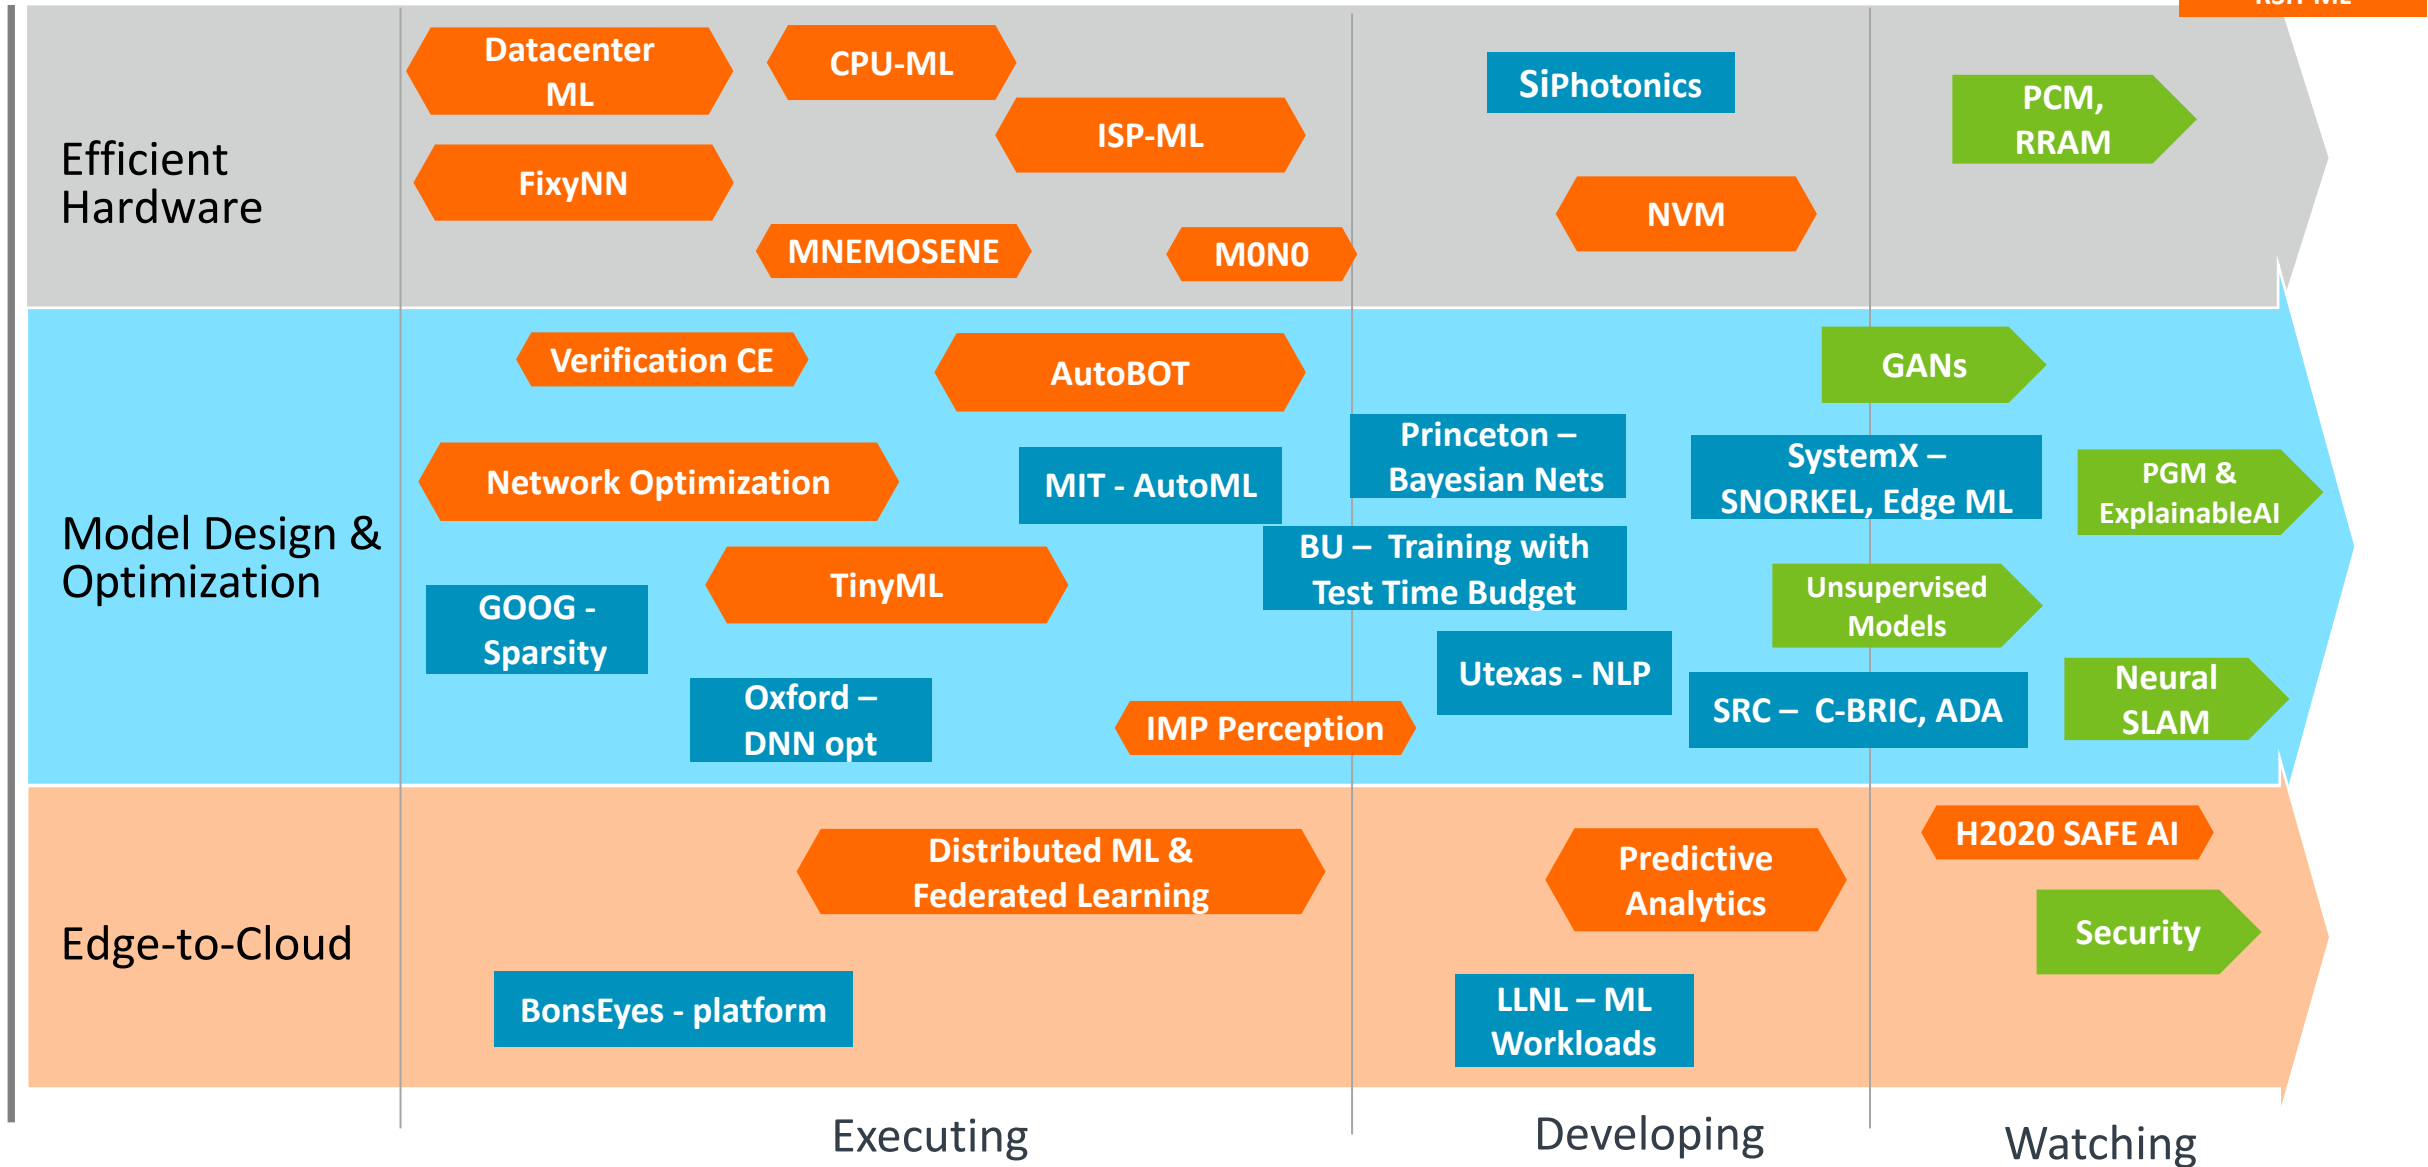 Efficient
Hardware
Datacenter
ML
CPU-ML
ISP-ML
FixyNN
MNEMOSENE
M0N0
SiPhotonics
NVM
PCM,
RRAM
Model Design &
Optimization
Verification CE
AutoBOT
Network Optimization
MIT - AutoML
TinyML
GOOG -
Sparsity
Oxford –
DNN opt
IMP Perception
Princeton –
Bayesian Nets
BU – Training with
Test Time Budget
Utexas - NLP
GANs
SystemX –
SNORKEL, Edge ML
Unsupervised
Models
SRC – C-BRIC, ADA
PGM &
ExplainableAI
Neural
SLAM
Edge-to-Cloud
Distributed ML &
Federated Learning
BonsEyes - platform
Predictive
Analytics
LLNL – ML
Workloads
H2020 SAFE AI
Security
Executing
Developing
Watching